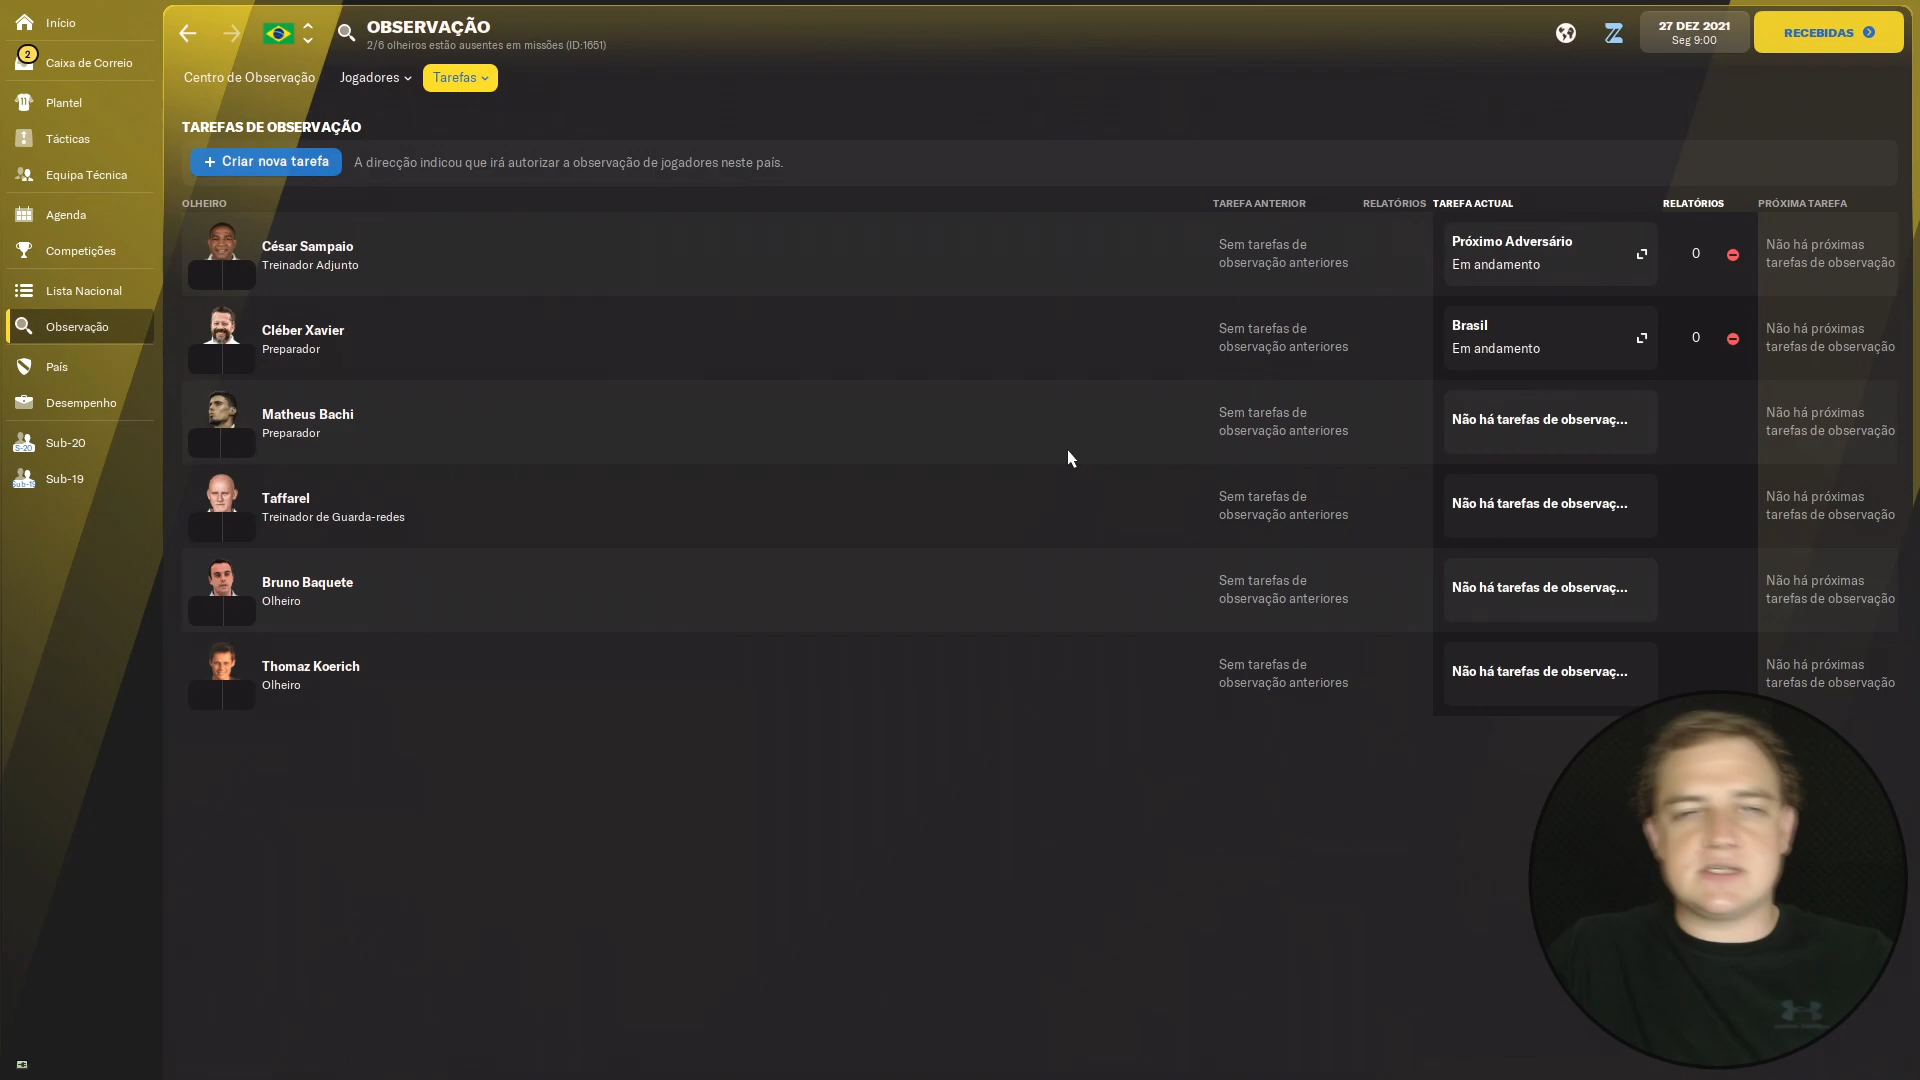 Início
2
Caixa de Correio
Plantel
Tácticas
Equipa Técnica
Agenda
Competições
Lista Nacional
Observação
País
Desempenho
S-20
Sub-20
Sub-19
Sub-19
OBSERVAÇÃO
2/6 olheiros estão ausentes em missões (ID:1651)
27 DEZ 2021
Seg 9:00
RECEBIDAS
Centro de Observação
Jogadores
Tarefas
TAREFAS DE OBSERVAÇÃO
+ Criar nova tarefa
A direcção indicou que irá autorizar a observação de jogadores neste país.
OLHEIRO
TAREFA ANTERIOR
RELATÓRIOS
TAREFA ACTUAL
RELATÓRIOS
PRÓXIMA TAREFA
César Sampaio
Treinador Adjunto
Sem tarefas de
observação anteriores
Próximo Adversário
Em andamento
0
Não há próximas
tarefas de observação
Cléber Xavier
Preparador
Sem tarefas de
observação anteriores
Brasil
Em andamento
0
Não há próximas
tarefas de observação
Matheus Bachi
Preparador
Sem tarefas de
observação anteriores
Não há tarefas de observaç...
Não há próximas
tarefas de observação
Taffarel
Treinador de Guarda-redes
Sem tarefas de
observação anteriores
Não há tarefas de observaç...
Não há próximas
tarefas de observação
Bruno Baquete
Olheiro
Sem tarefas de
observação anteriores
Não há tarefas de observaç...
Não há próximas
tarefas de observação
Thomaz Koerich
Olheiro
Sem tarefas de
observação anteriores
Não há tarefas de observaç...
Não há próximas
tarefas de observação